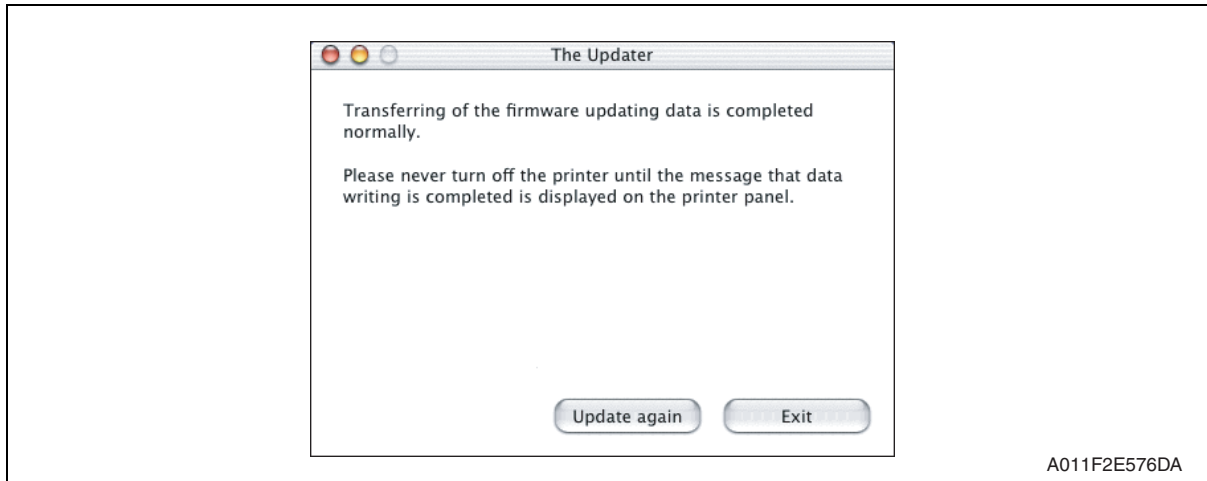 The Updater
Transferring of the firmware updating data is completed
normally.
Please never turn off the printer until the message that data
writing is completed is displayed on the printer panel.
Update again
Exit
A011F2E576DA